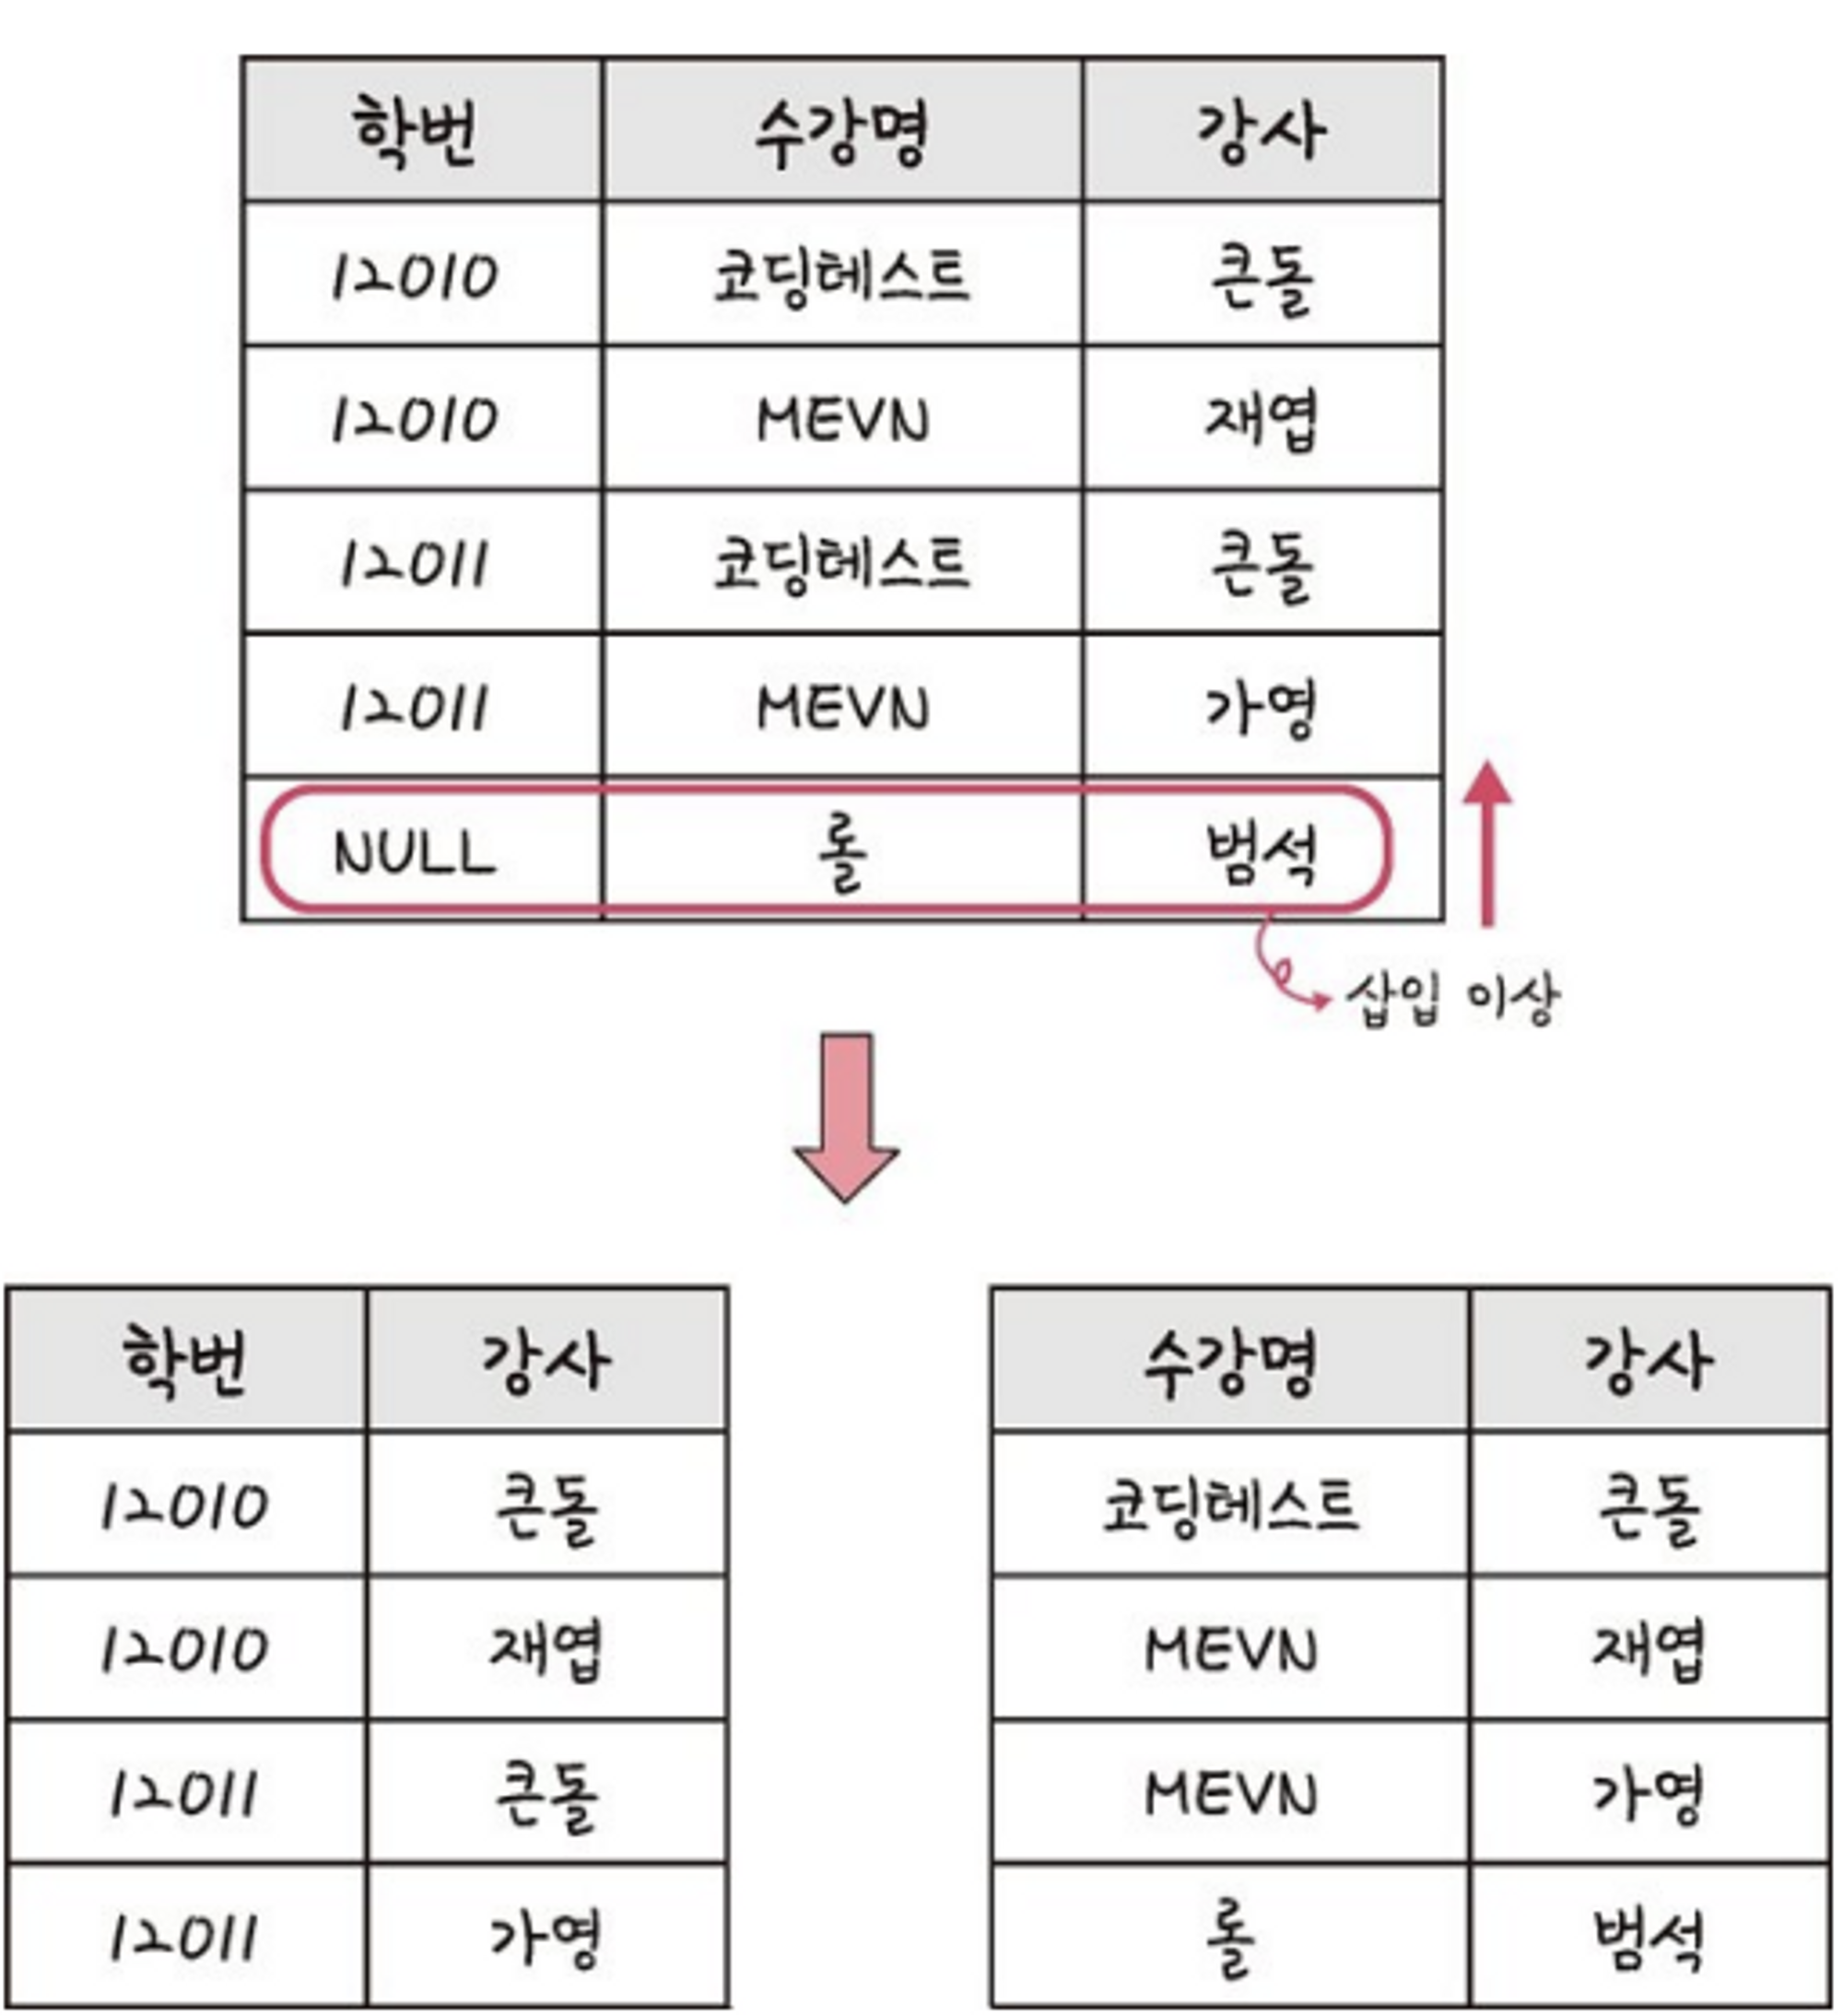 학번 수강명 강사
12010 코딩테스트 큰돌
12010 MEVN 재엽
12011 코딩테스트 큰돌
12011 MEVN 가영
NULL 롤 범석
삽입 이상
학번 강사
12010 큰돌
12010 재엽
12011 큰돌
12011 가영
수강명 강사
코딩테스트 큰돌
MEVN 재엽
MEVN 가영
롤 범석